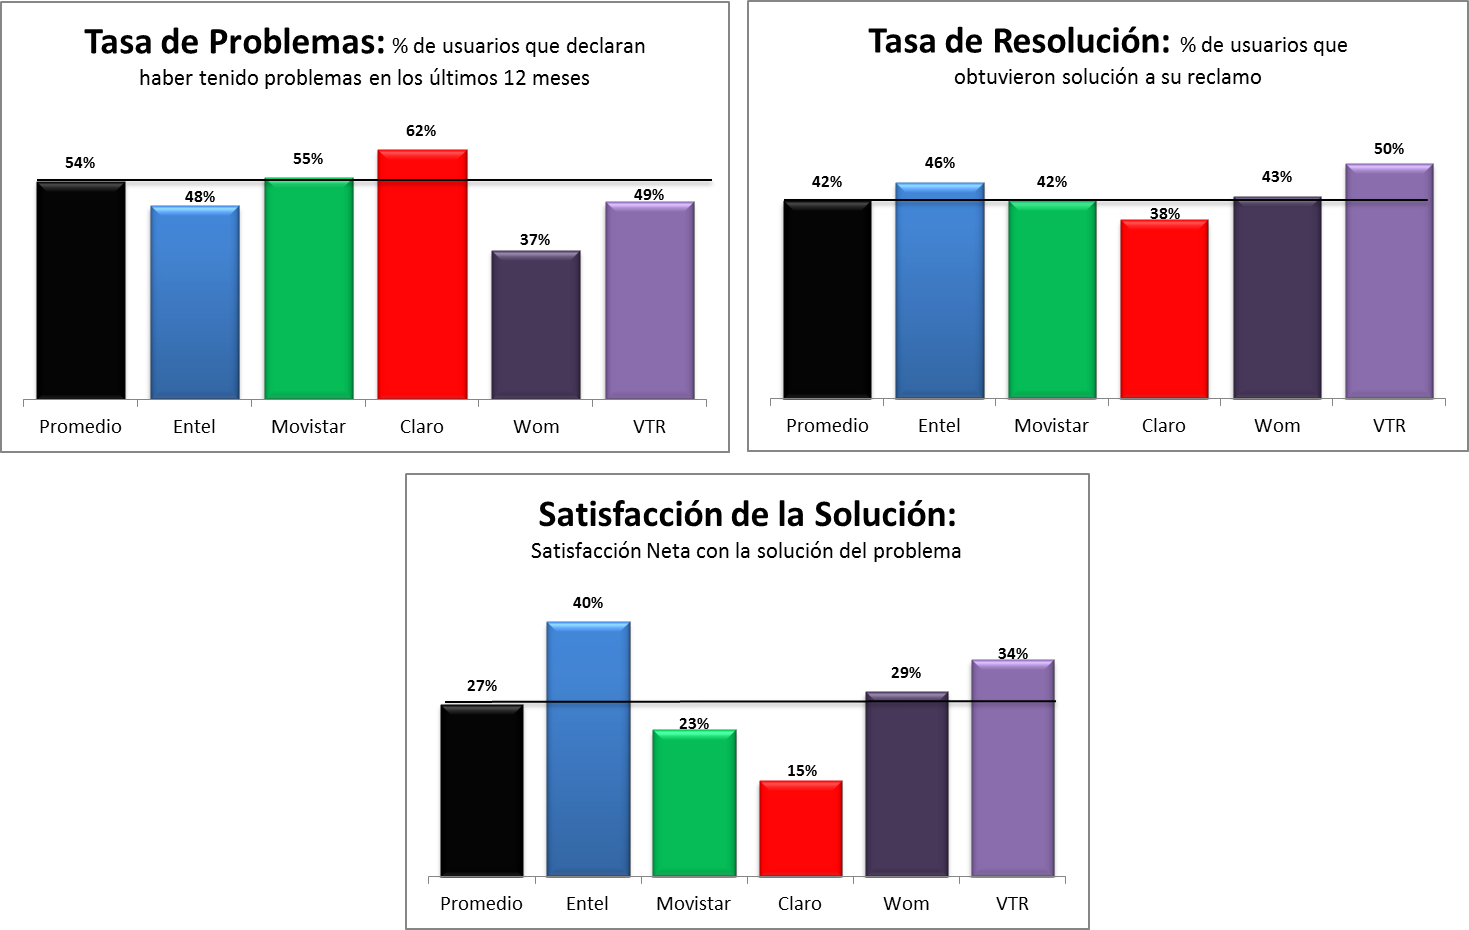 Tasa de Problemas: % de usuarios que declaran
haber tenido problemas en los últimos 12 meses
54%
48%
55%
62%
37%
49%
Promedio Entel Movistar Claro Wom VTR
Tasa de Resolución: % de usuarios que
obtuvieron solución a su reclamo
42%
46%
42%
38%
43%
50%
Promedio Entel Movistar Claro Wom VTR
Satisfacción de la Solución:
Satisfacción Neta con la solución del problema
27%
40%
23%
15%
29%
34%
Promedio Entel Movistar Claro Wom VTR